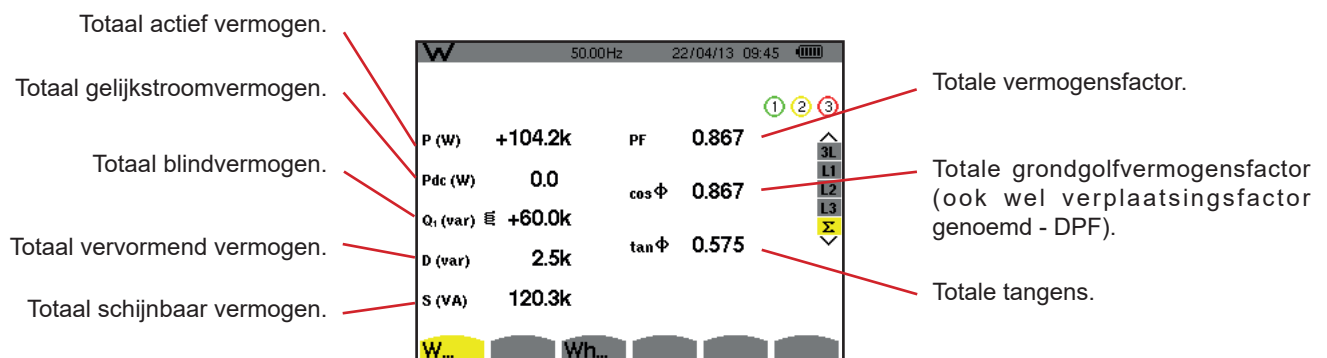 Totaal actief vermogen.
Totaal gelijkstroomvermogen.
Totaal blindvermogen.
Totaal vervormend vermogen.
Totaal schijnbaar vermogen.
W 50.00Hz 22/04/13 09:45
1 2 3
P (W) +104.2k PF 0.867
Pdc (W) 0.0 cos Φ 0.867
Q₁ (var) +60.0k tan Φ 0.575
D (var) 2.5k
S (VA) 120.3k
3L
L1
L2
L3
Σ
W... Wh...
Totale vermogensfactor.
Totale grondgolfvermogensfactor
(ook wel verplaatsingsfactor
genoemd - DPF).
Totale tangens.